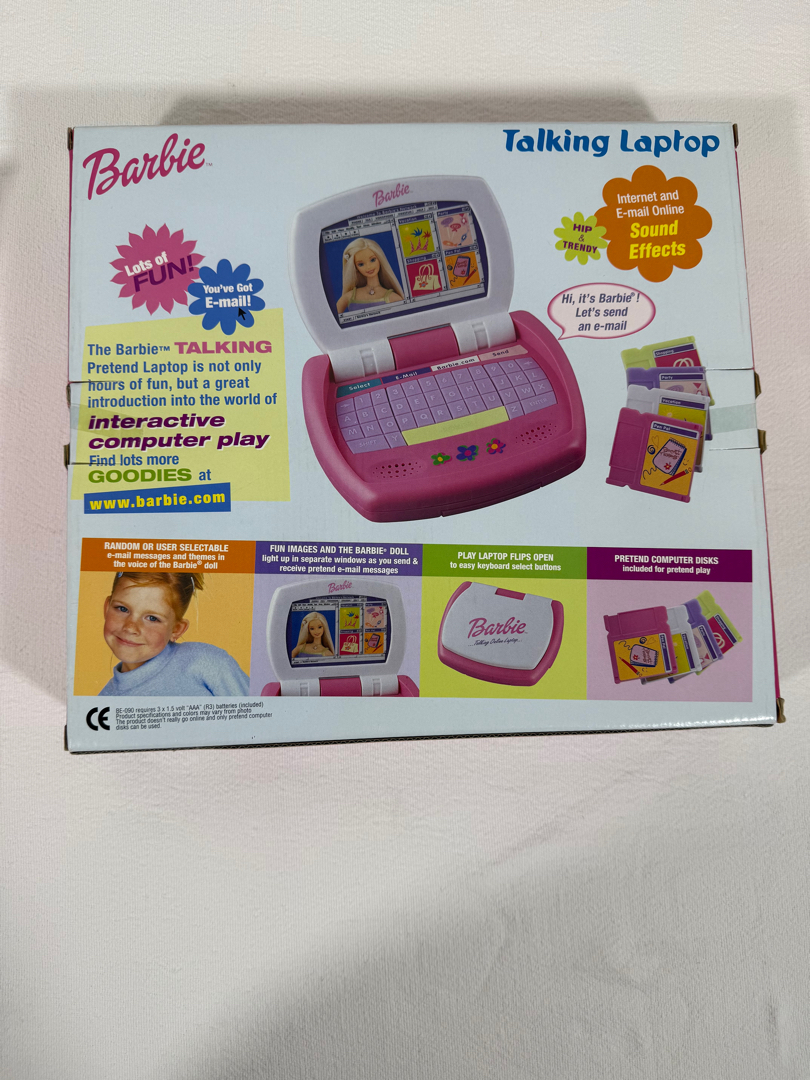 Barbie™
Talking Laptop
Internet and
E-mail Online
Sound
Effects
HIP
&
TRENDY
Lots of
FUN!
You've Got
E-mail!
Hi, it's Barbie®!
Let's send
an e-mail
The Barbie™ TALKING
Pretend Laptop is not only
hours of fun, but a great
introduction into the world of
interactive
computer play
Find lots more
GOODIES at
www.barbie.com
Barbie
Select
E-Mail
Barbie.com
Send
Party
Vacation
Pen Pal
RANDOM OR USER SELECTABLE
e-mail messages and themes in
the voice of the Barbie® doll
FUN IMAGES AND THE BARBIE® DOLL
light up in separate windows as you send &
receive pretend e-mail messages
PLAY LAPTOP FLIPS OPEN
to easy keyboard select buttons
PRETEND COMPUTER DISKS
included for pretend play
Barbie
Barbie
Talking Online Laptop
CE
BE-090 requires 3 x 1.5 volt "AAA" (R3) batteries (included)
Product specifications and colors may vary from photo
The product doesn't really go online and only pretend computer
disks can be used.